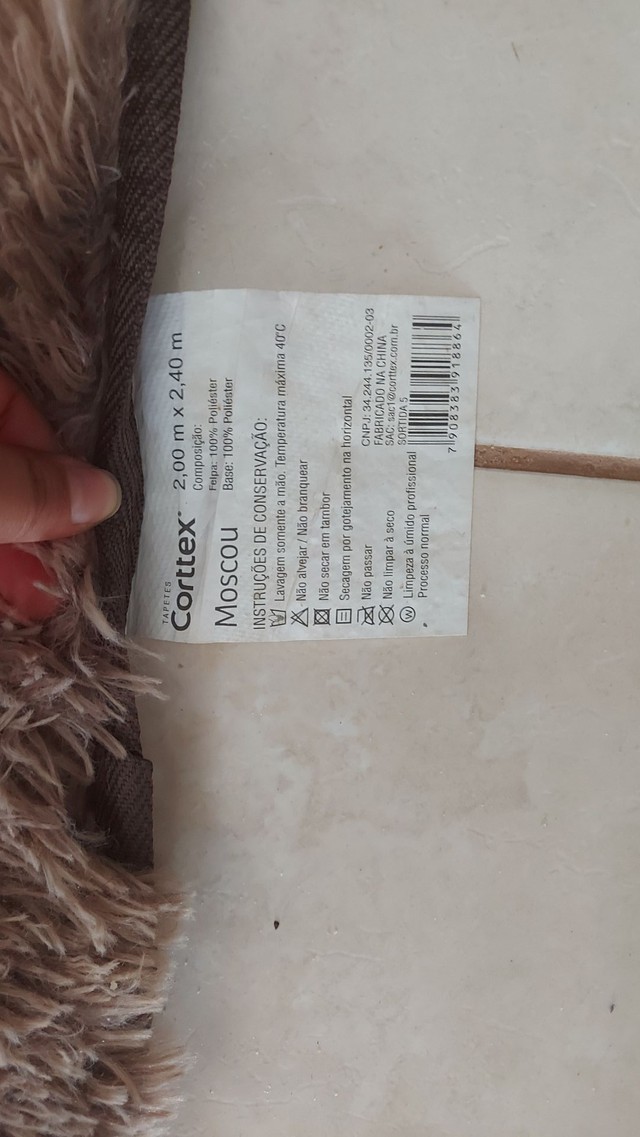 TAPETES
Corttex® 2,00 m x 2,40 m
Composição:
Felpa: 100% Poliéster
Base: 100% Poliéster
Moscou
INSTRUÇÕES DE CONSERVAÇÃO:
Lavagem somente a mão. Temperatura máxima 40°C
Não alvejar / Não branquear
Não secar em tambor
Secagem por gotejamento na horizontal
Não passar
Não limpar à seco
W Limpeza à úmido profissional
Processo normal
CNPJ: 34.244.135/0002-03
FABRICADO NA CHINA
SAC: sac1@corttex.com.br
SORTIDA 5
7 908383 918864